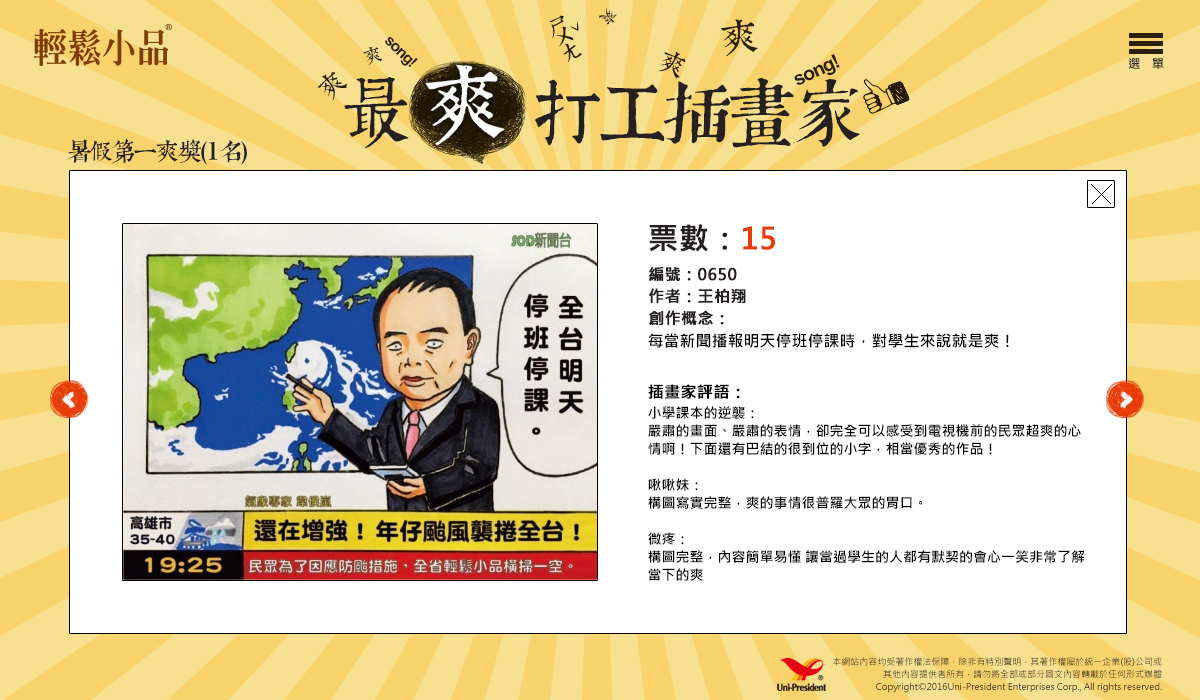 輕鬆小品®
爽
爽
song!
ㄕㄨㄤ
爽
爽
爽
song!
最爽打工插畫家
選單
暑假第一爽獎(1名)
SOD新聞台
全台明天
停班停課。
氣象專家 韋侯嵐
高雄市
35-40
還在增強！年仔颱風襲捲全台！
19:25
民眾為了因應防颱措施，全省輕鬆小品橫掃一空。
票數：15
編號：0650
作者：王柏翔
創作概念：
每當新聞播報明天停班停課時，對學生來說就是爽！
插畫家評語：
小學課本的逆襲：
嚴肅的畫面、嚴肅的表情，卻完全可以感受到電視機前的民眾超爽的心
情啊！下面還有巴結的很到位的小字，相當優秀的作品！
啾啾妹：
構圖寫實完整，爽的事情很普羅大眾的胃口。
微疼：
構圖完整，內容簡單易懂 讓當過學生的人都有默契的會心一笑非常了解
當下的爽
Uni-President
本網站內容均受著作權法保障，除非有特別聲明，其著作權屬於統一企業(股)公司或
其他內容提供者所有，請勿將全部或部分圖文內容轉載於任何形式媒體
Copyright©2016Uni-President Enterprises Corp., All rights reserved.